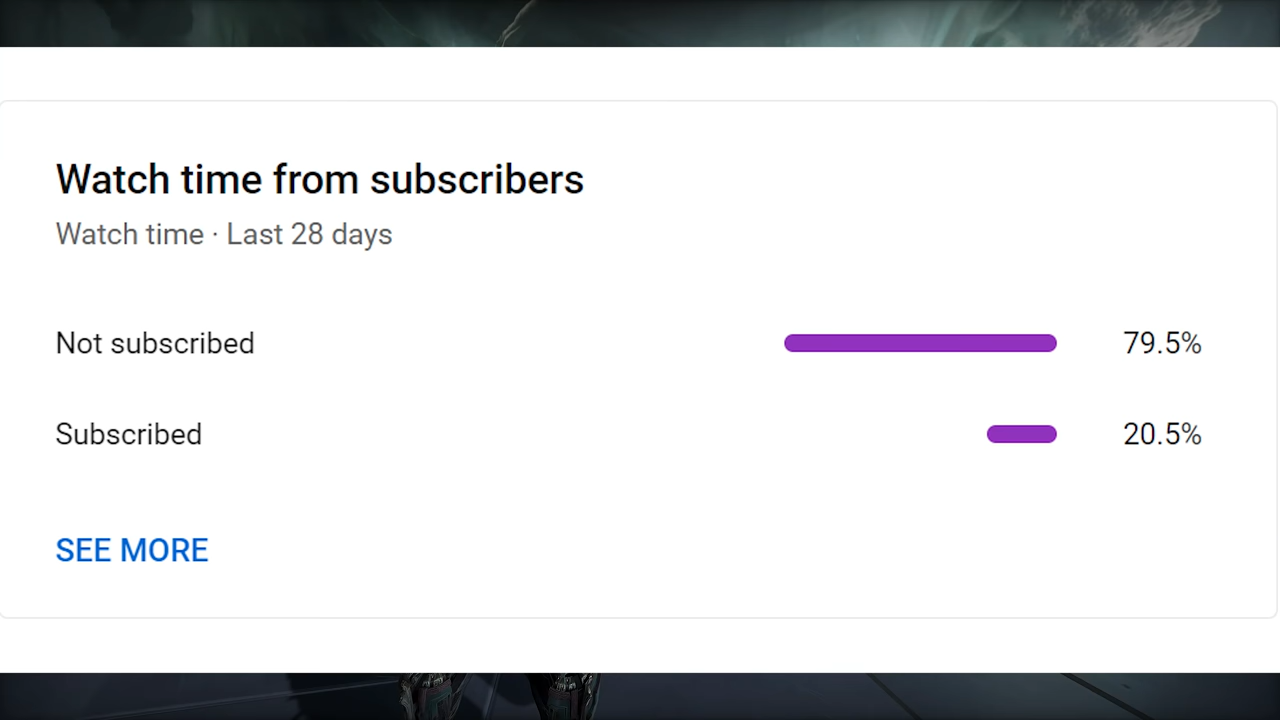 Watch time from subscribers
Watch time · Last 28 days
Not subscribed 79.5%
Subscribed 20.5%
SEE MORE